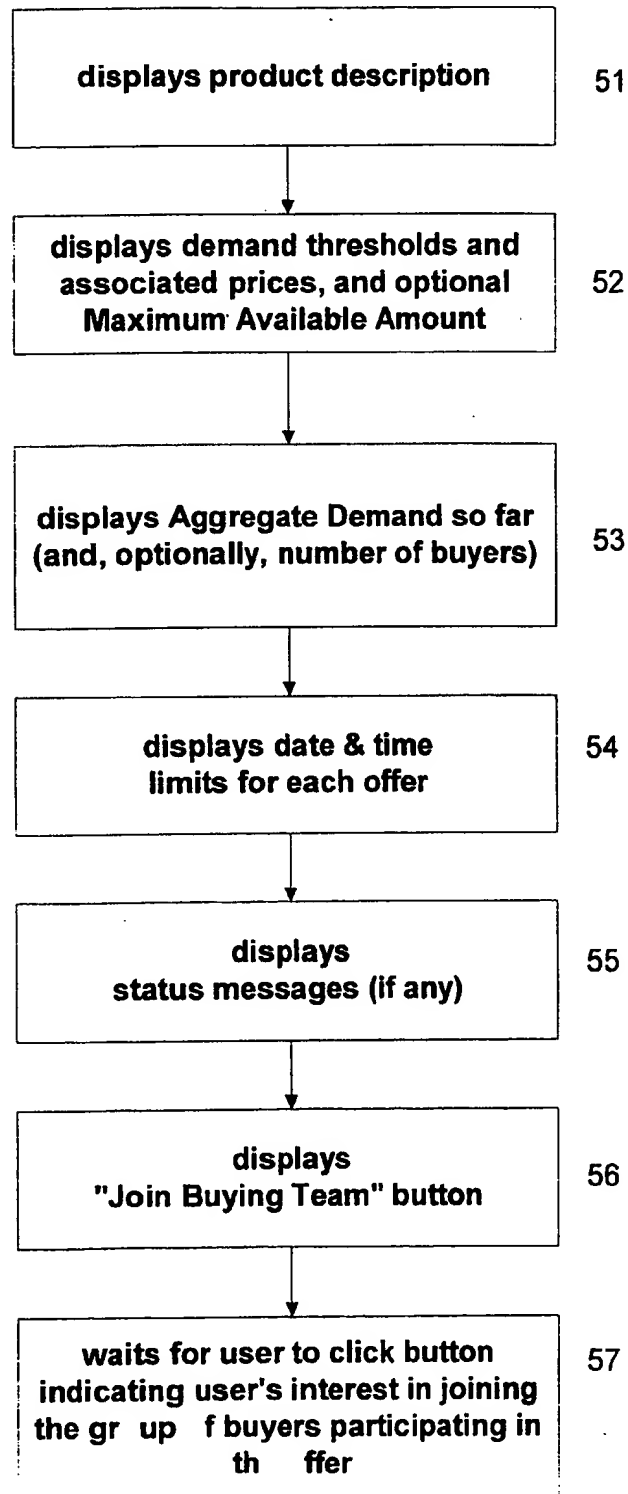 displays product description
51
displays demand thresholds and
associated prices, and optional
Maximum Available Amount
52
displays Aggregate Demand so far
(and, optionally, number of buyers)
53
displays date & time
limits for each offer
54
displays
status messages (if any)
55
displays
"Join Buying Team" button
56
waits for user to click button
indicating user's interest in joining
the gr up f buyers participating in
th ffer
57